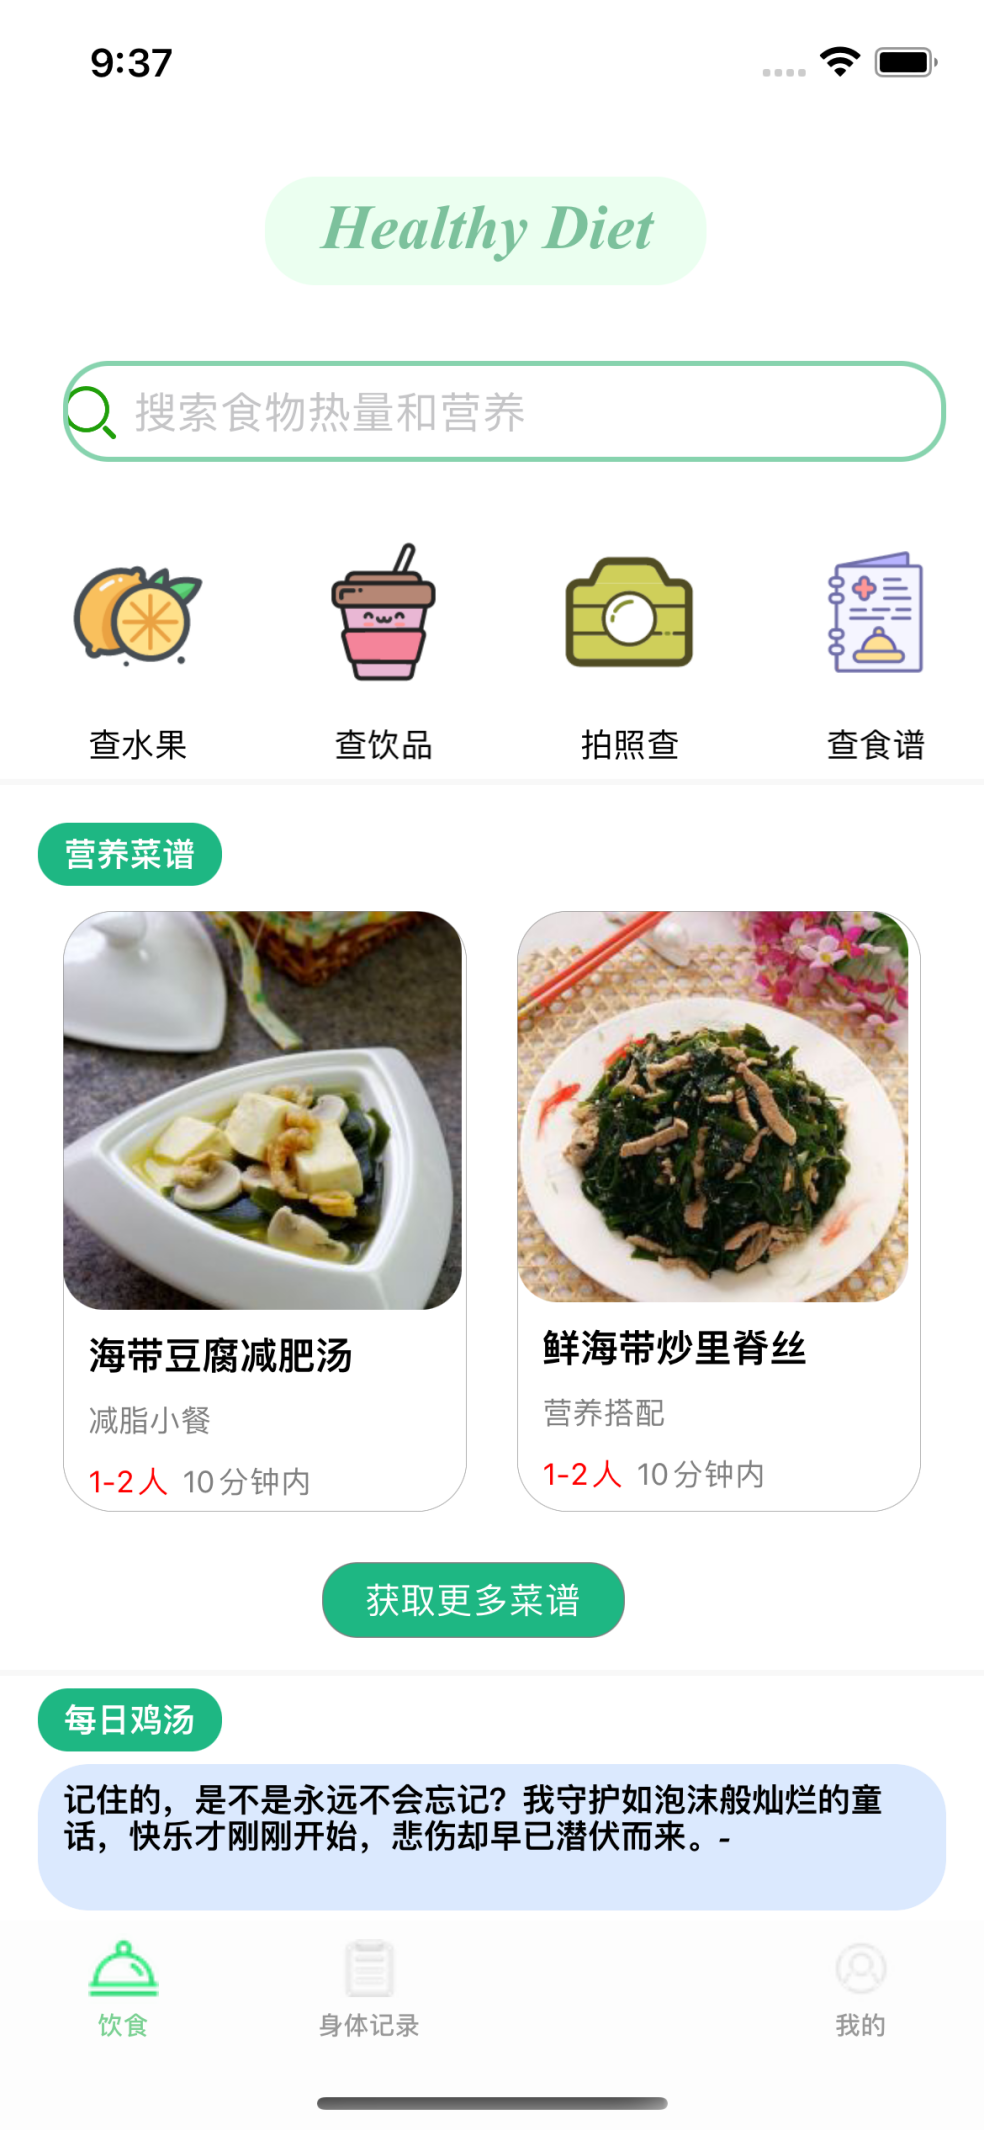 9:37
Healthy Diet
搜索食物热量和营养
查水果
查饮品
拍照查
查食谱
营养菜谱
海带豆腐减肥汤
减脂小餐
1-2人 10分钟内
鲜海带炒里脊丝
营养搭配
1-2人 10分钟内
获取更多菜谱
每日鸡汤
记住的，是不是永远不会忘记？我守护如泡沫般灿烂的童
话，快乐才刚刚开始，悲伤却早已潜伏而来。-
饮食
身体记录
我的